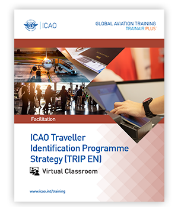 ICAO
GLOBAL AVIATION TRAINING
TRAINAIR PLUS
Facilitation
ICAO Traveller
Identification Programme
Strategy (TRIP EN)
Virtual Classroom
www.icao.int/training